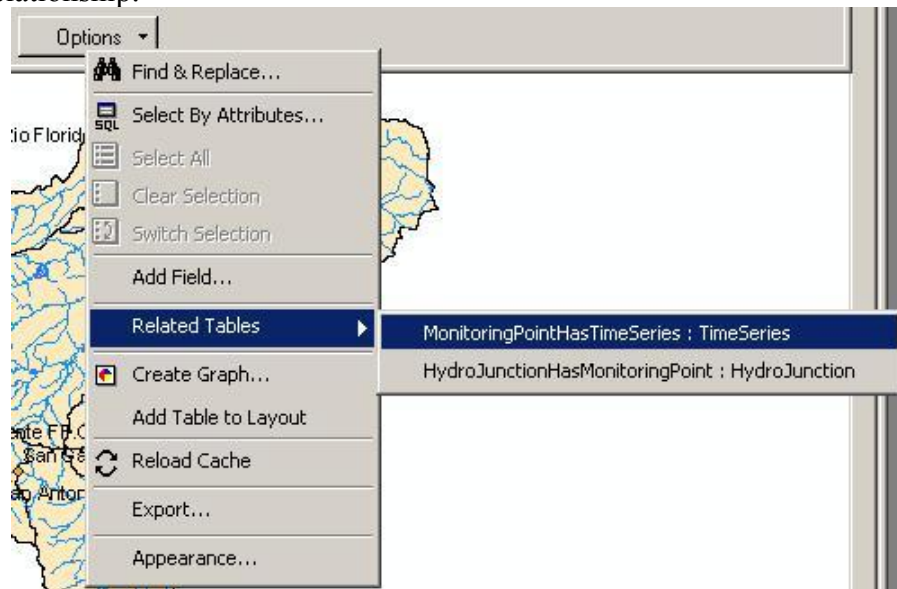 Options
Find & Replace...
SQL Select By Attributes...
Select All
Clear Selection
Switch Selection
Add Field...
Related Tables
MonitoringPointHasTimeSeries : TimeSeries
HydroJunctionHasMonitoringPoint : HydroJunction
Create Graph...
Add Table to Layout
Reload Cache
Export...
Appearance...